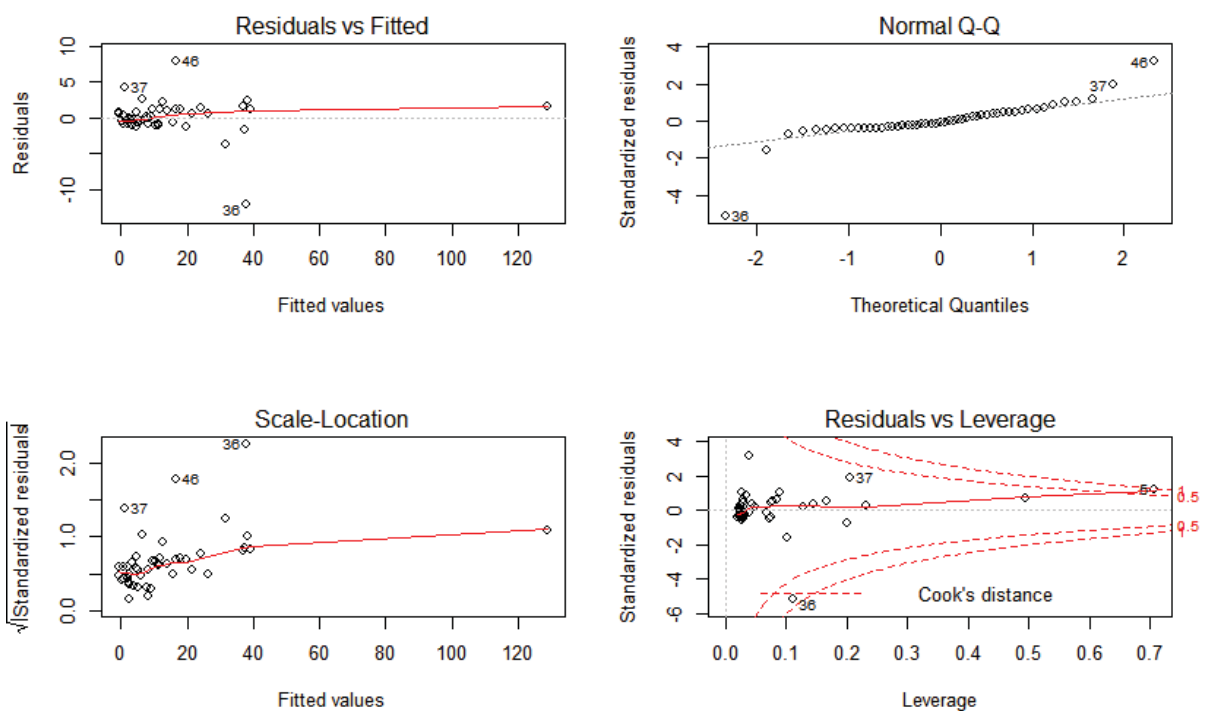 Residuals vs Fitted
Residuals
10
5
0
-10
46
37
36
0 20 40 60 80 100 120
Fitted values
Normal Q-Q
Standardized residuals
4
2
0
-2
-4
46
37
36
-2 -1 0 1 2
Theoretical Quantiles
Scale-Location
√|Standardized residuals|
2.0
1.0
0.0
36
46
37
0 20 40 60 80 100 120
Fitted values
Residuals vs Leverage
Standardized residuals
4
2
0
-2
-4
-6
37
5
1
0.5
0.5
1
36
Cook's distance
0.0 0.1 0.2 0.3 0.4 0.5 0.6 0.7
Leverage